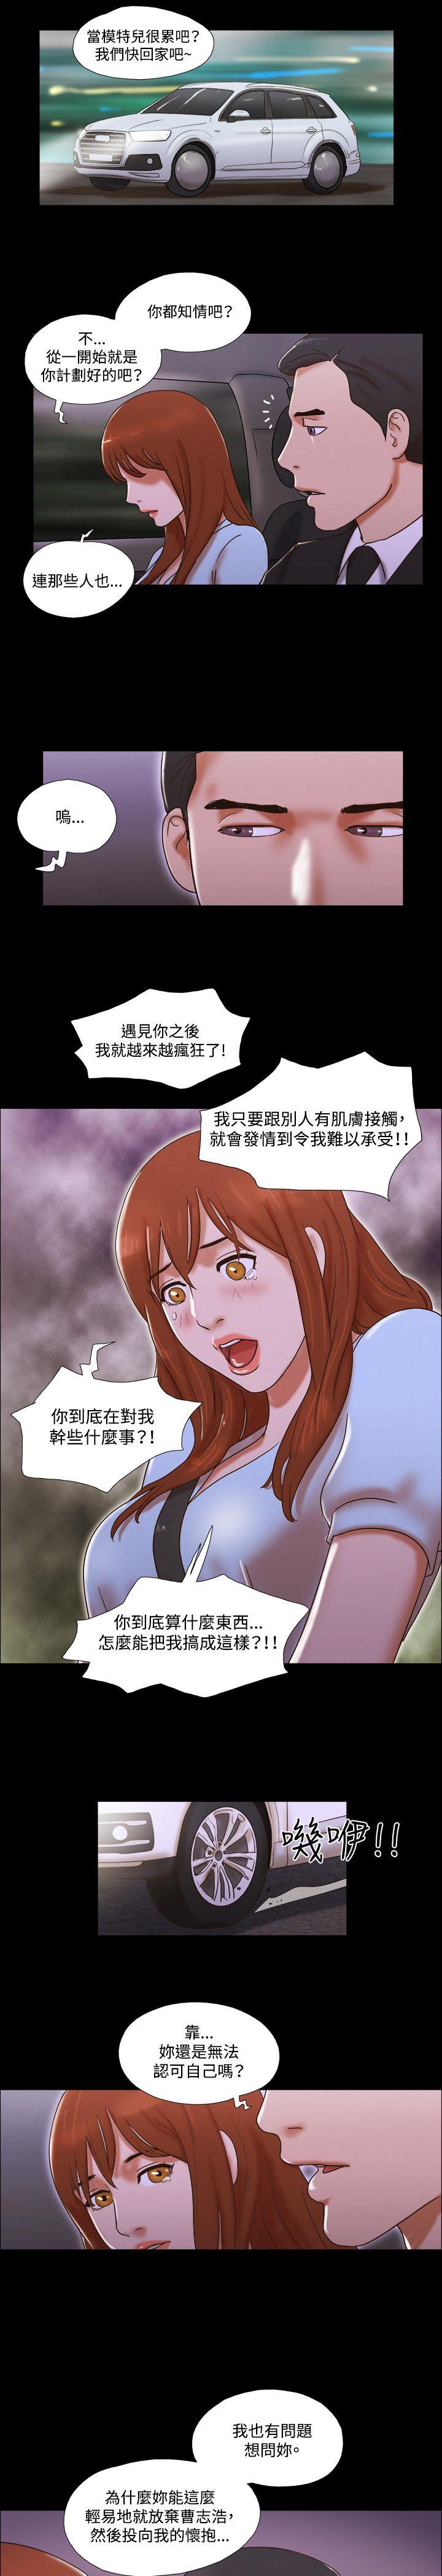 當模特兒很累吧?
我們快回家吧~
你都知情吧?
不...
從一開始就是
你計劃好的吧?
連那些人也...
嗚...
遇見你之後
我就越來越瘋狂了!
我只要跟別人有肌膚接觸,
就會發情到令我難以承受!!
你到底在對我
幹些什麼事?!
你到底算什麼東西...
怎麼能把我搞成這樣?!!
嘰咿!!
靠...
妳還是無法
認可自己嗎?
我也有問題
想問妳。
為什麼妳能這麼
輕易地就放棄曹志浩,
然後投向我的懷抱...